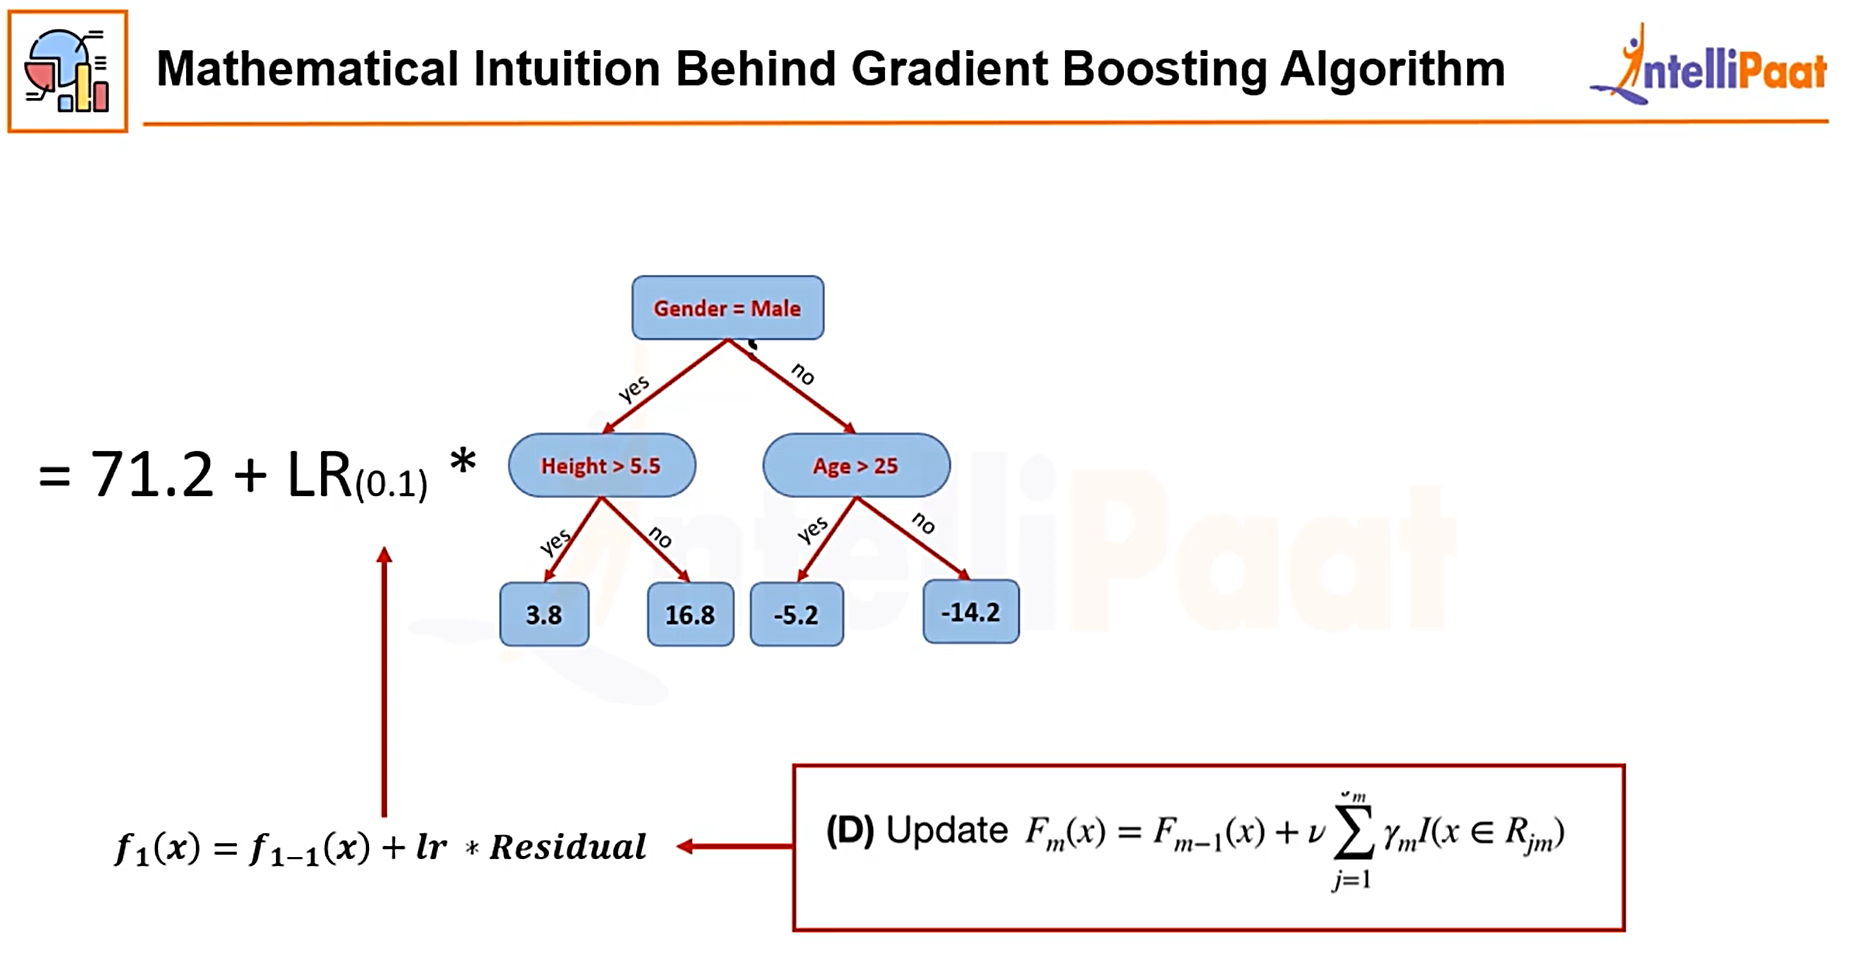 Mathematical Intuition Behind Gradient Boosting Algorithm
IntelliPaat
Gender = Male
yes
no
= 71.2 + LR(0.1) *
Height > 5.5
Age > 25
yes
no
yes
no
3.8
16.8
-5.2
-14.2
f₁(x) = f₁₋₁(x) + lr * Residual
(D) Update Fₘ(x) = Fₘ₋₁(x) + ν ∑ⱼ₌₁ γₘI(x ∈ Rⱼₘ)
IntelliPaat